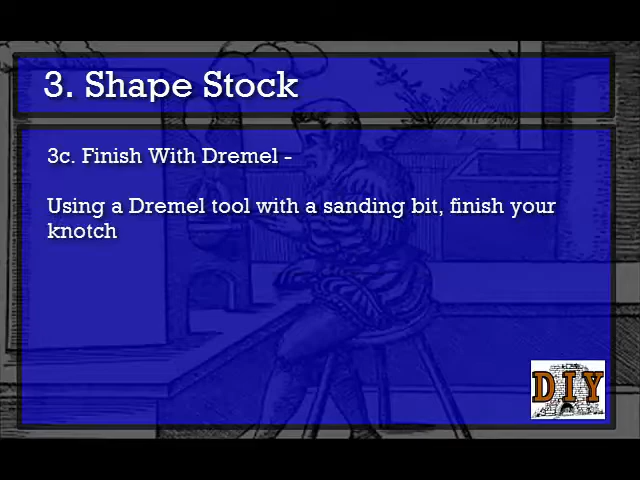 3. Shape Stock
3c. Finish With Dremel -
Using a Dremel tool with a sanding bit, finish your
knotch
DIY